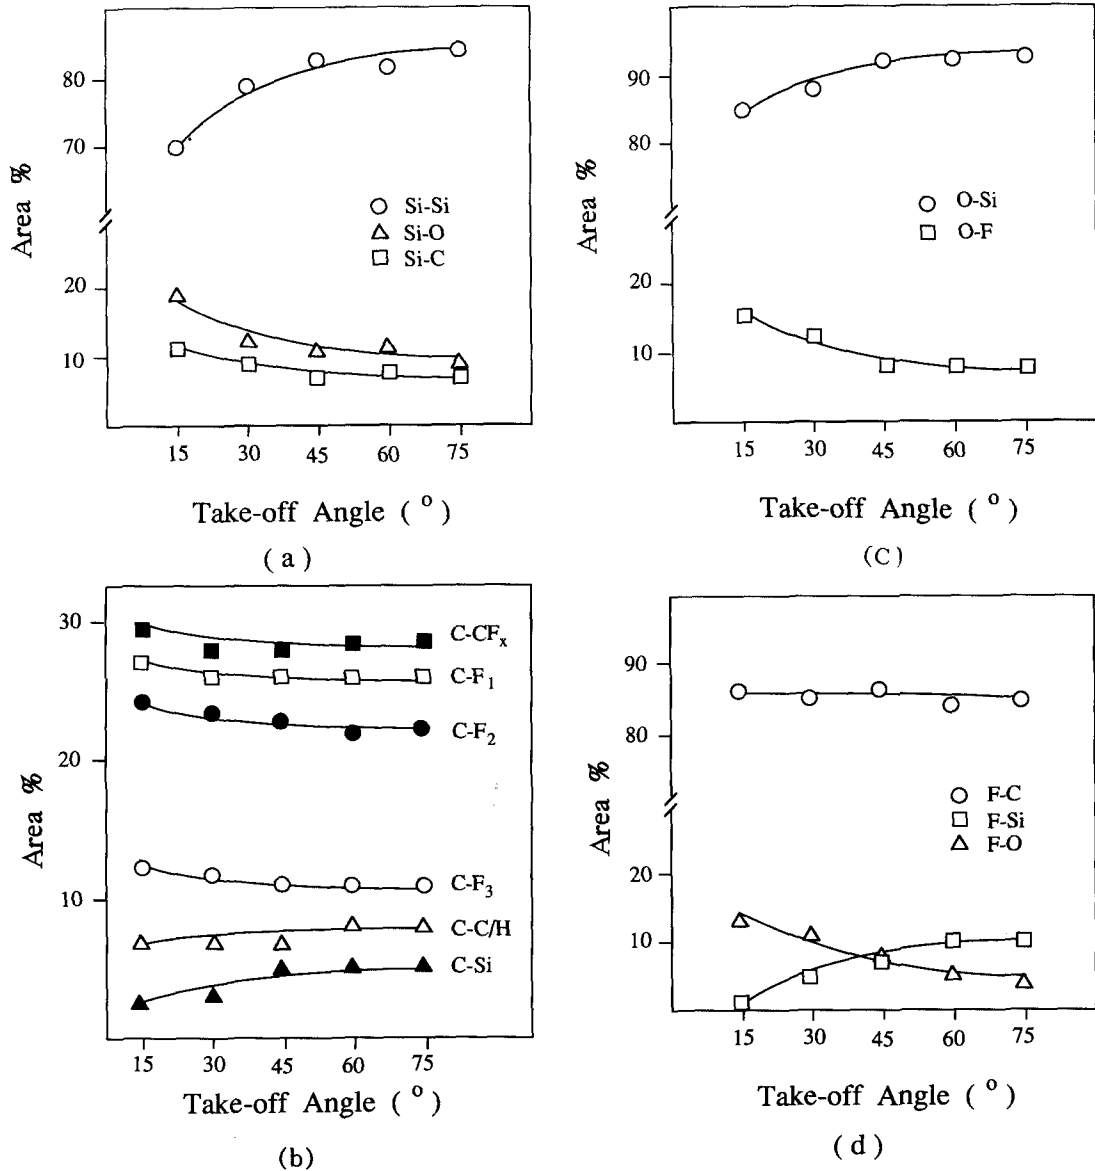 80
70
20
10
Area %
Si-Si
Si-O
Si-C
15 30 45 60 75
Take-off Angle ( o )
( a )
90
80
20
10
Area %
O-Si
O-F
15 30 45 60 75
Take-off Angle ( o )
(C)
30
20
10
Area %
C-CFx
C-F1
C-F2
C-F3
C-C/H
C-Si
15 30 45 60 75
Take-off Angle ( o )
(b)
90
80
20
10
Area %
F-C
F-Si
F-O
15 30 45 60 75
Take-off Angle ( o )
( d )